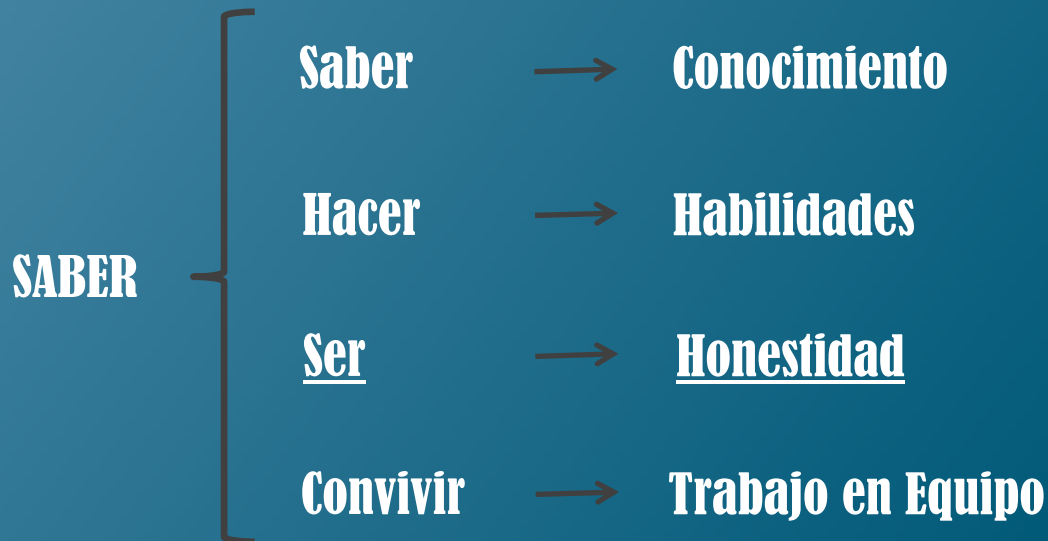 SABER
Saber → Conocimiento
Hacer → Habilidades
Ser → Honestidad
Convivir → Trabajo en Equipo